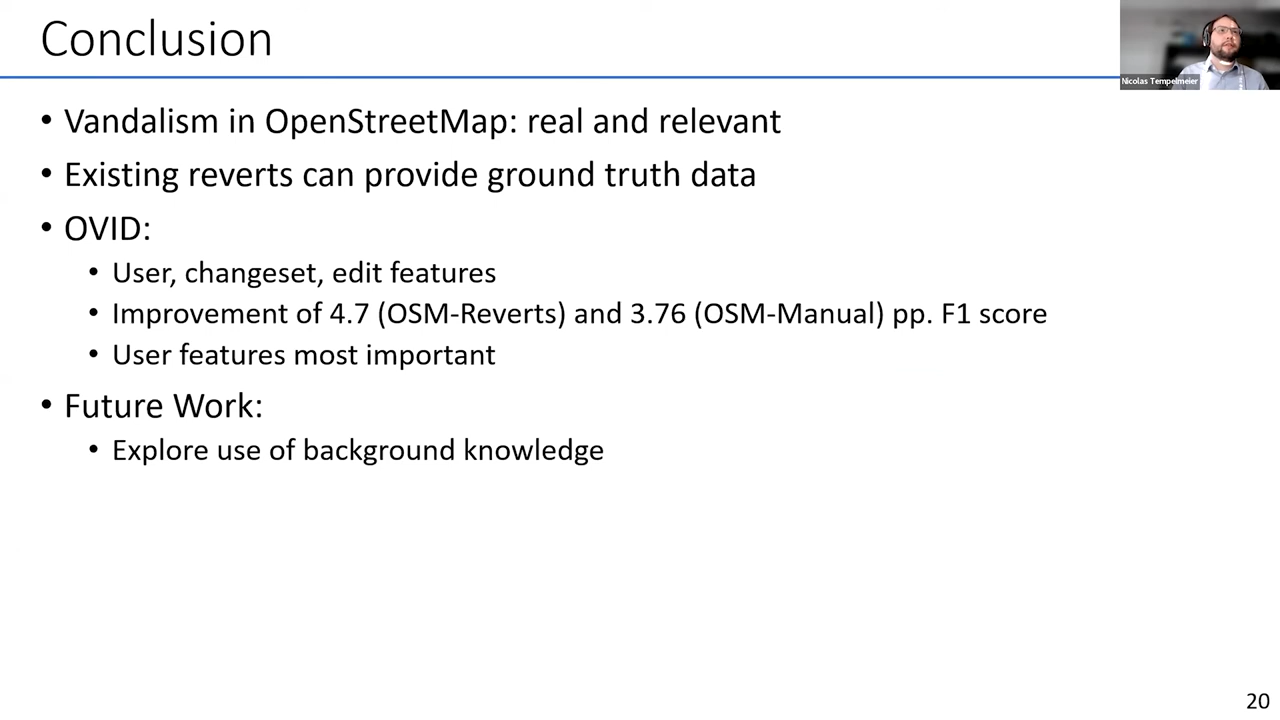 Conclusion
Nicolas Tempelmeier
• Vandalism in OpenStreetMap: real and relevant
• Existing reverts can provide ground truth data
• OVID:
• User, changeset, edit features
• Improvement of 4.7 (OSM-Reverts) and 3.76 (OSM-Manual) pp. F1 score
• User features most important
• Future Work:
• Explore use of background knowledge
20